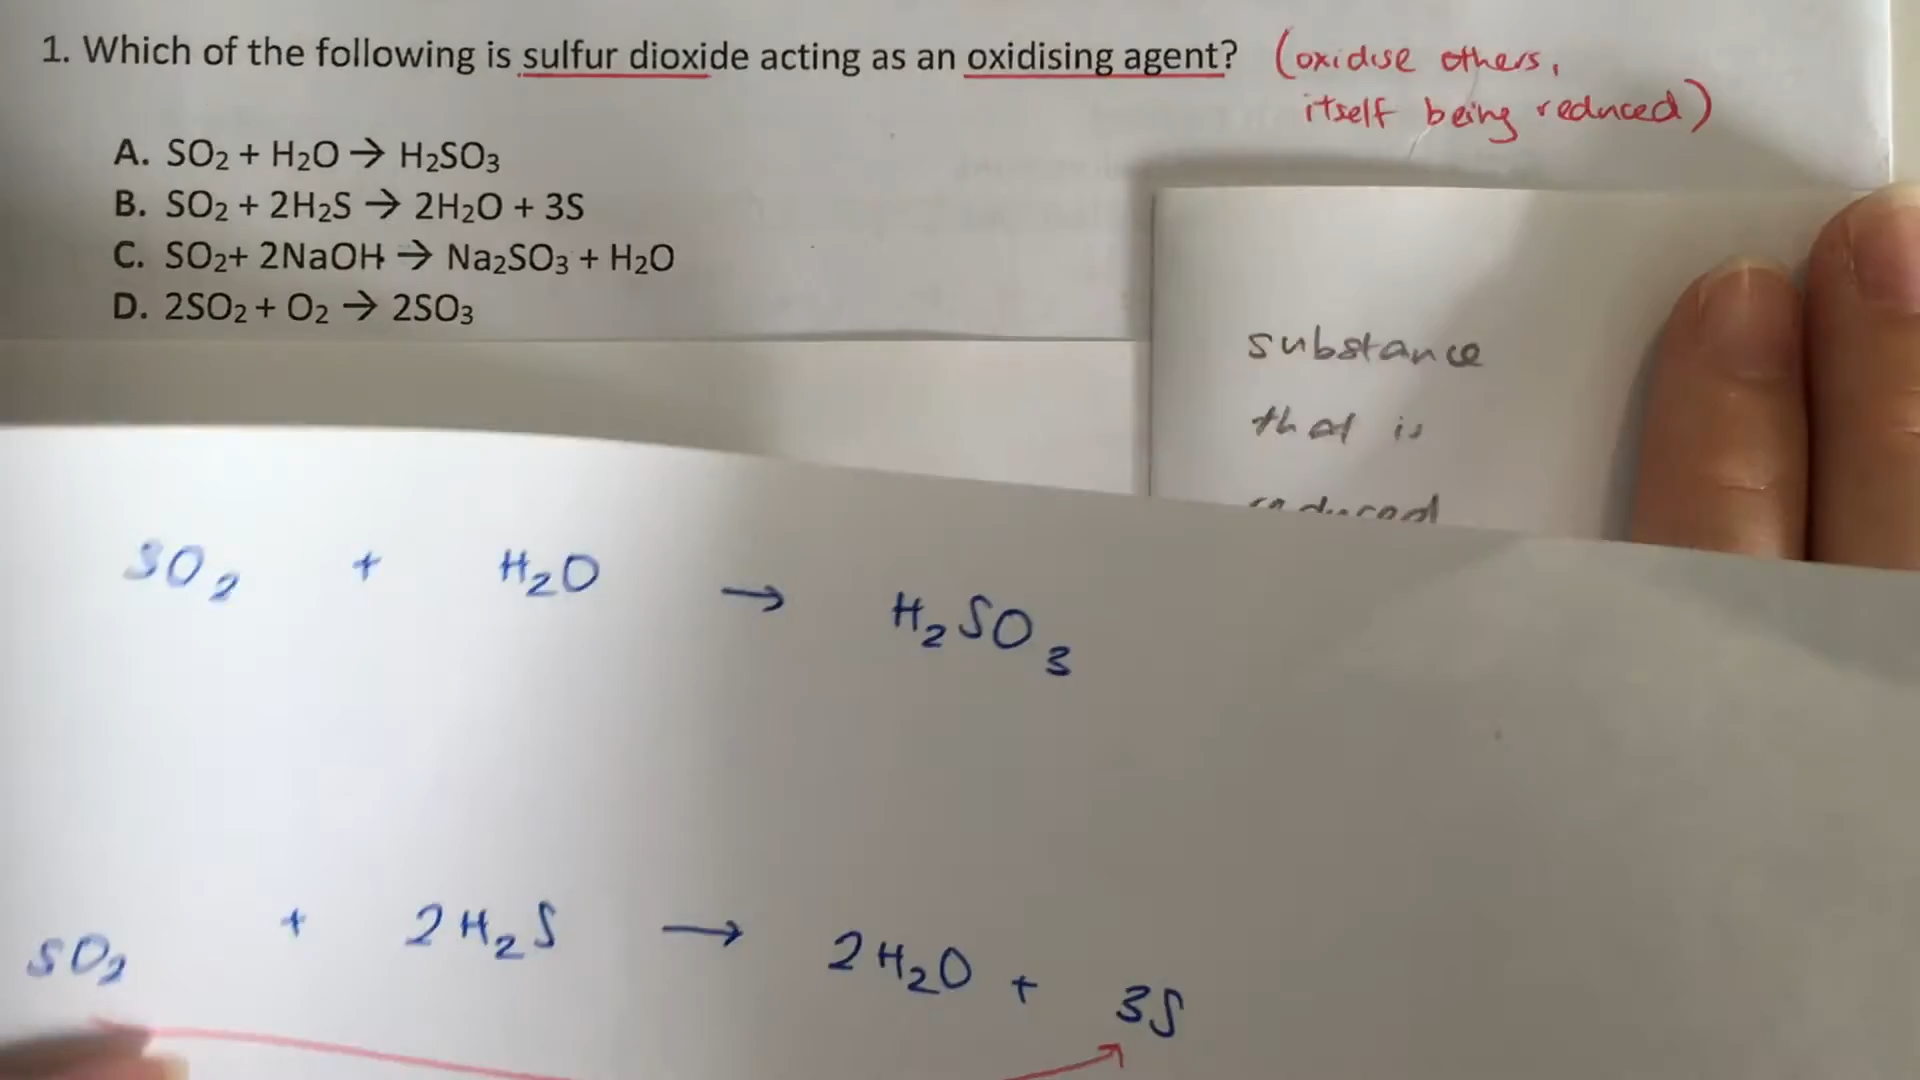 1. Which of the following is sulfur dioxide acting as an oxidising agent? (oxidise others,
itself being reduced)
A. SO2 + H2O → H2SO3
B. SO2 + 2H2S → 2H2O + 3S
C. SO2+ 2NaOH → Na2SO3 + H2O
D. 2SO2 + O2 → 2SO3
substance
that is
reduced
SO2 + H2O → H2SO3
SO2 + 2H2S → 2H2O + 3S